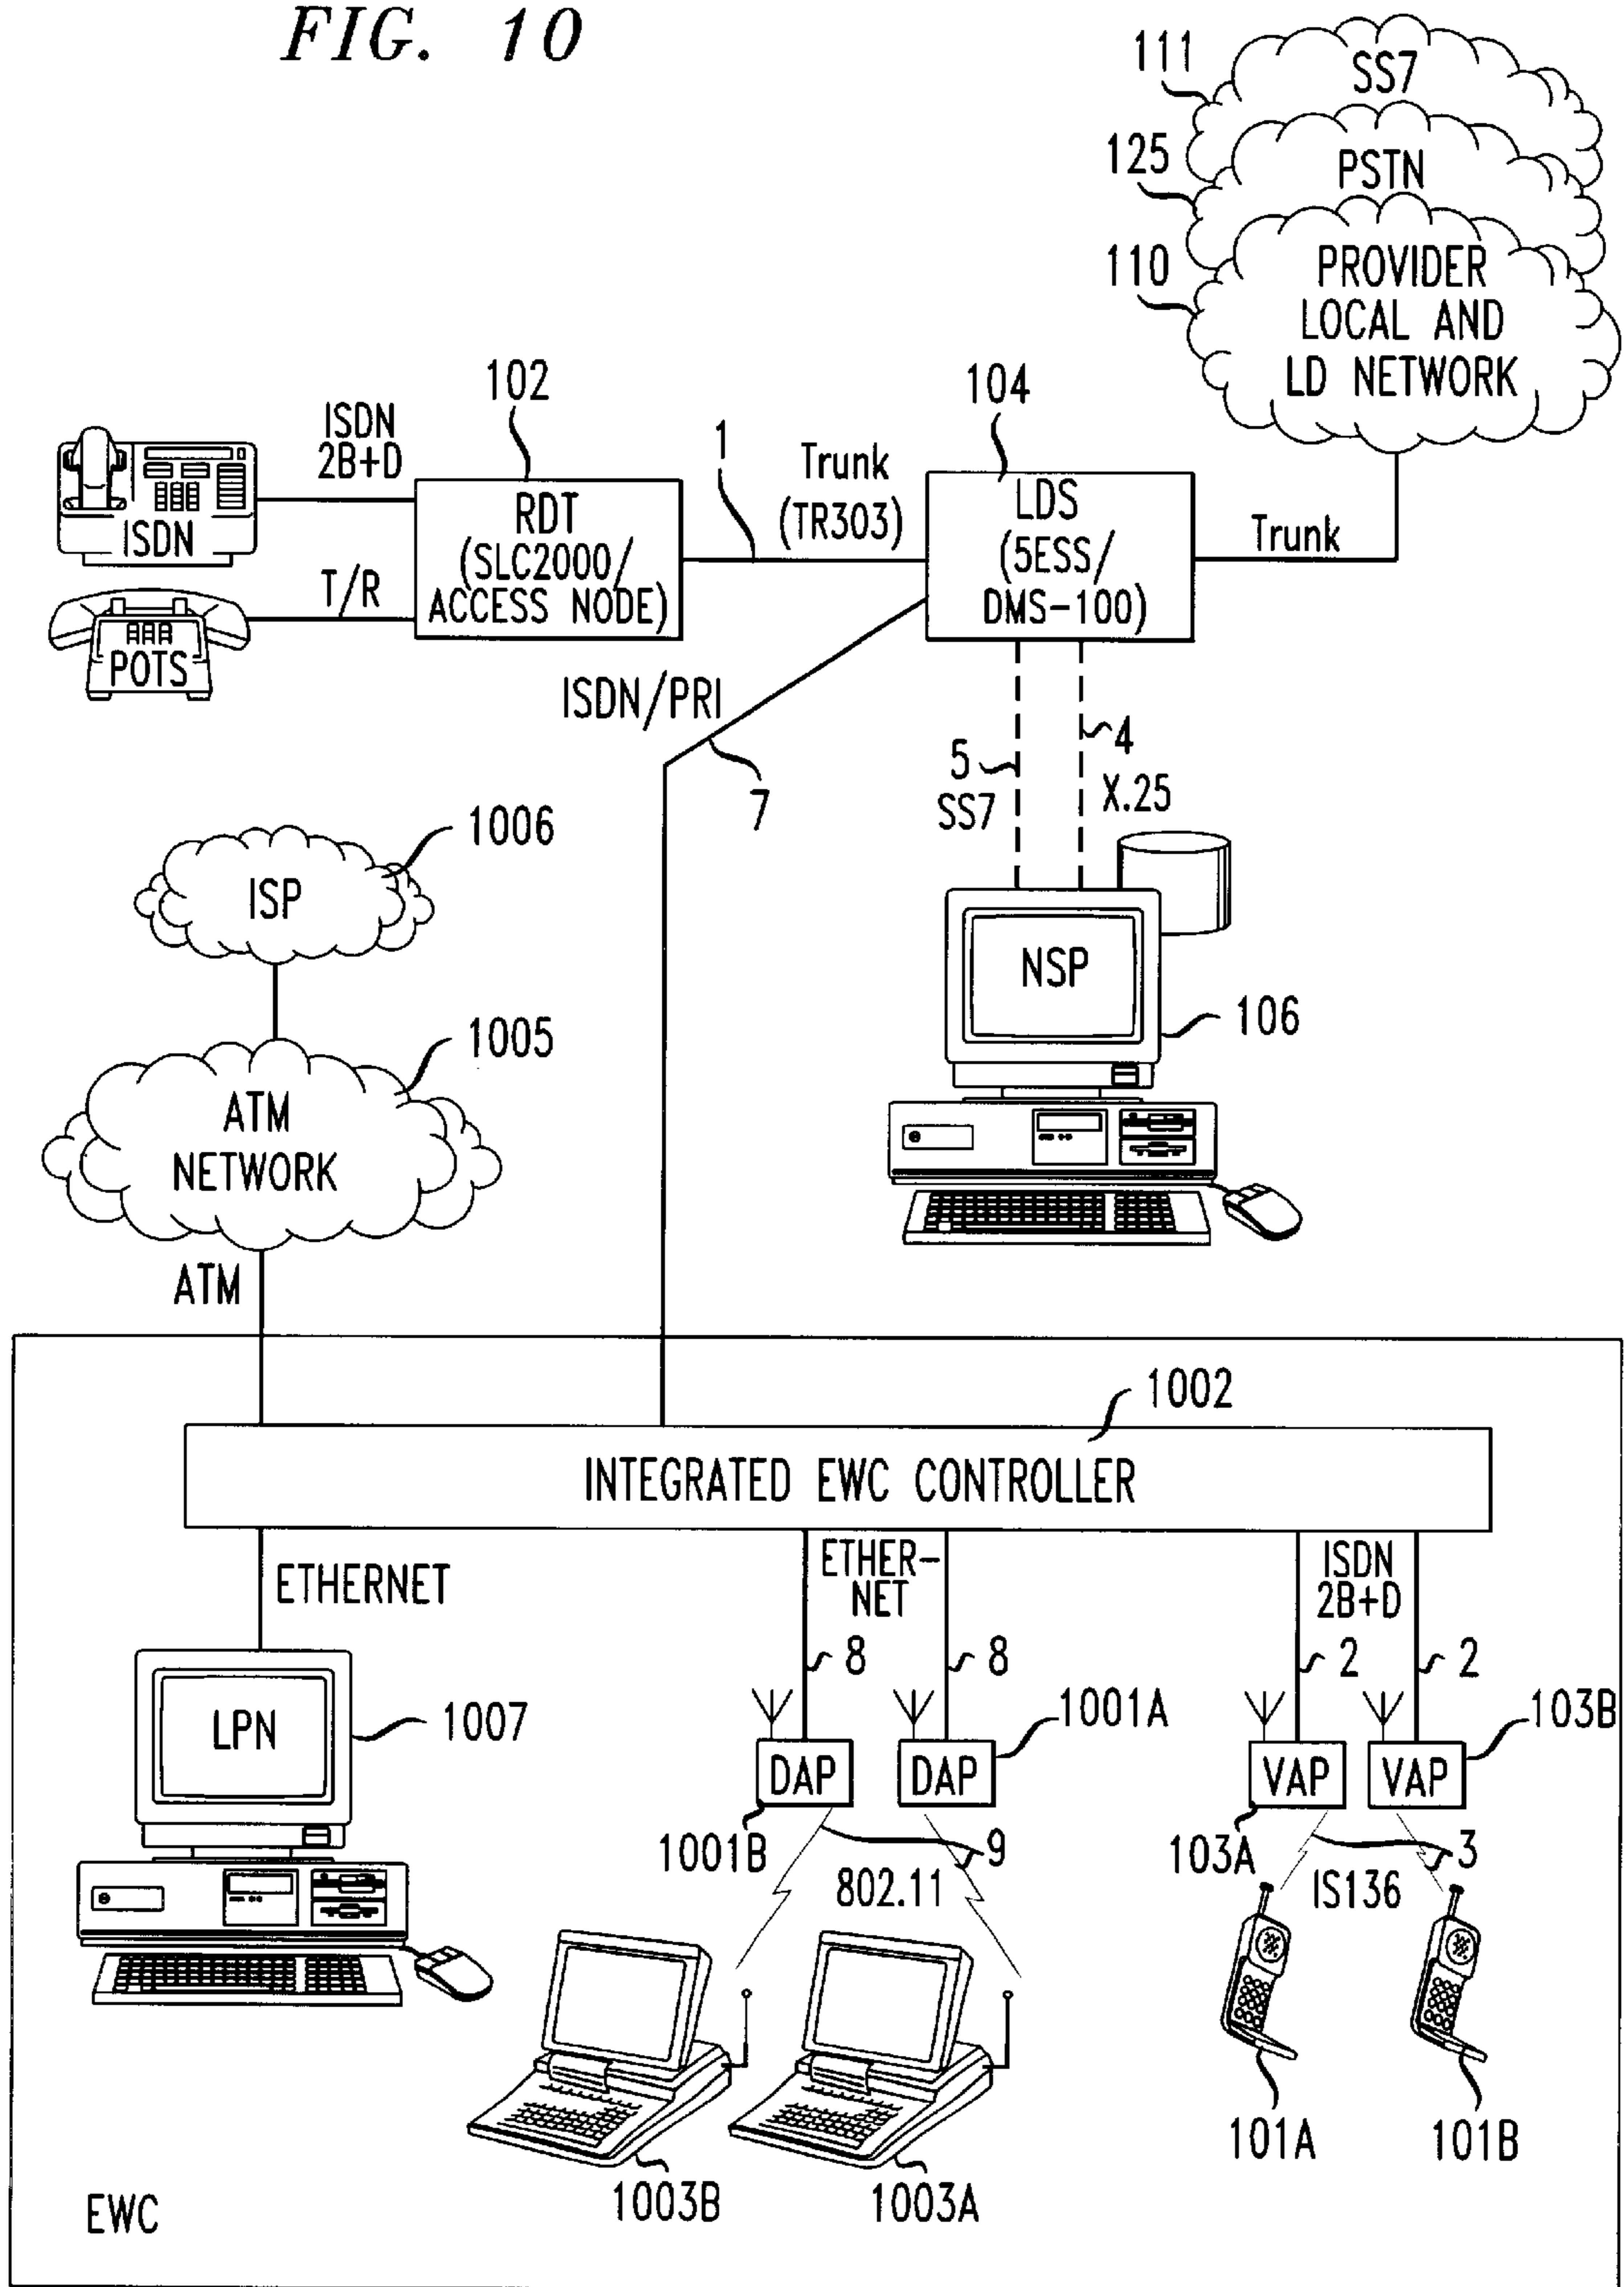 FIG. 10
111
SS7
125
PSTN
110
PROVIDER
LOCAL AND
LD NETWORK
102
104
ISDN
2B+D
1
Trunk
(TR303)
ISDN
RDT
(SLC2000/
ACCESS NODE)
LDS
(5ESS/
DMS-100)
Trunk
T/R
POTS
ISDN/PRI
7
5
SS7
4
X.25
1006
ISP
NSP
106
1005
ATM
NETWORK
ATM
1002
INTEGRATED EWC CONTROLLER
ETHERNET
ETHER-
NET
ISDN
2B+D
8
8
2
2
LPN
1007
1001A
103B
DAP
DAP
VAP
VAP
1001B
9
103A
3
802.11
IS136
101A
101B
1003B
1003A
EWC